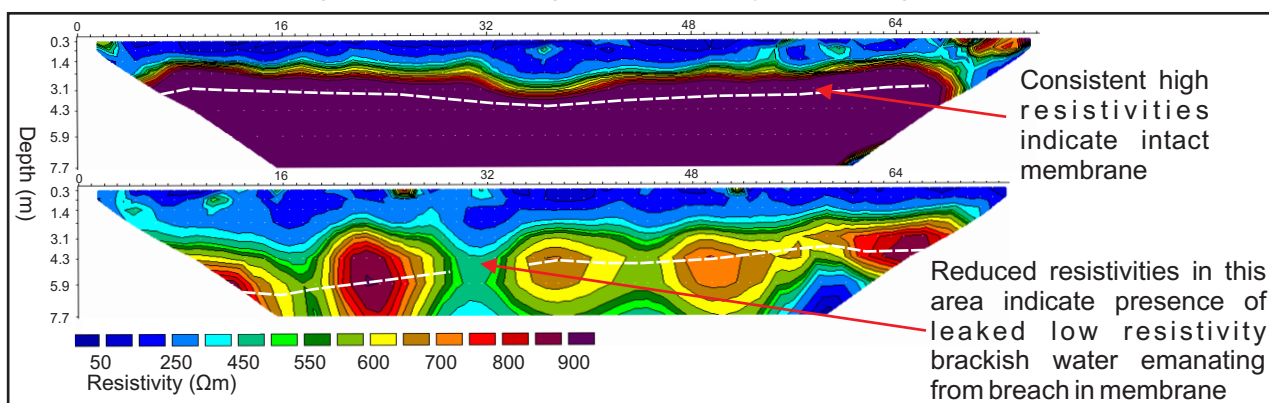 0 16 32 48 64
0.3
1.4
3.1
4.3
5.9
7.7
Depth (m)
Consistent high
resistivities
indicate intact
membrane
0 16 32 48 64
0.3
1.4
3.1
4.3
5.9
7.7
Reduced resistivities in this
area indicate presence of
leaked low resistivity
brackish water emanating
from breach in membrane
50 250 450 550 600 700 800 900
Resistivity (Ωm)